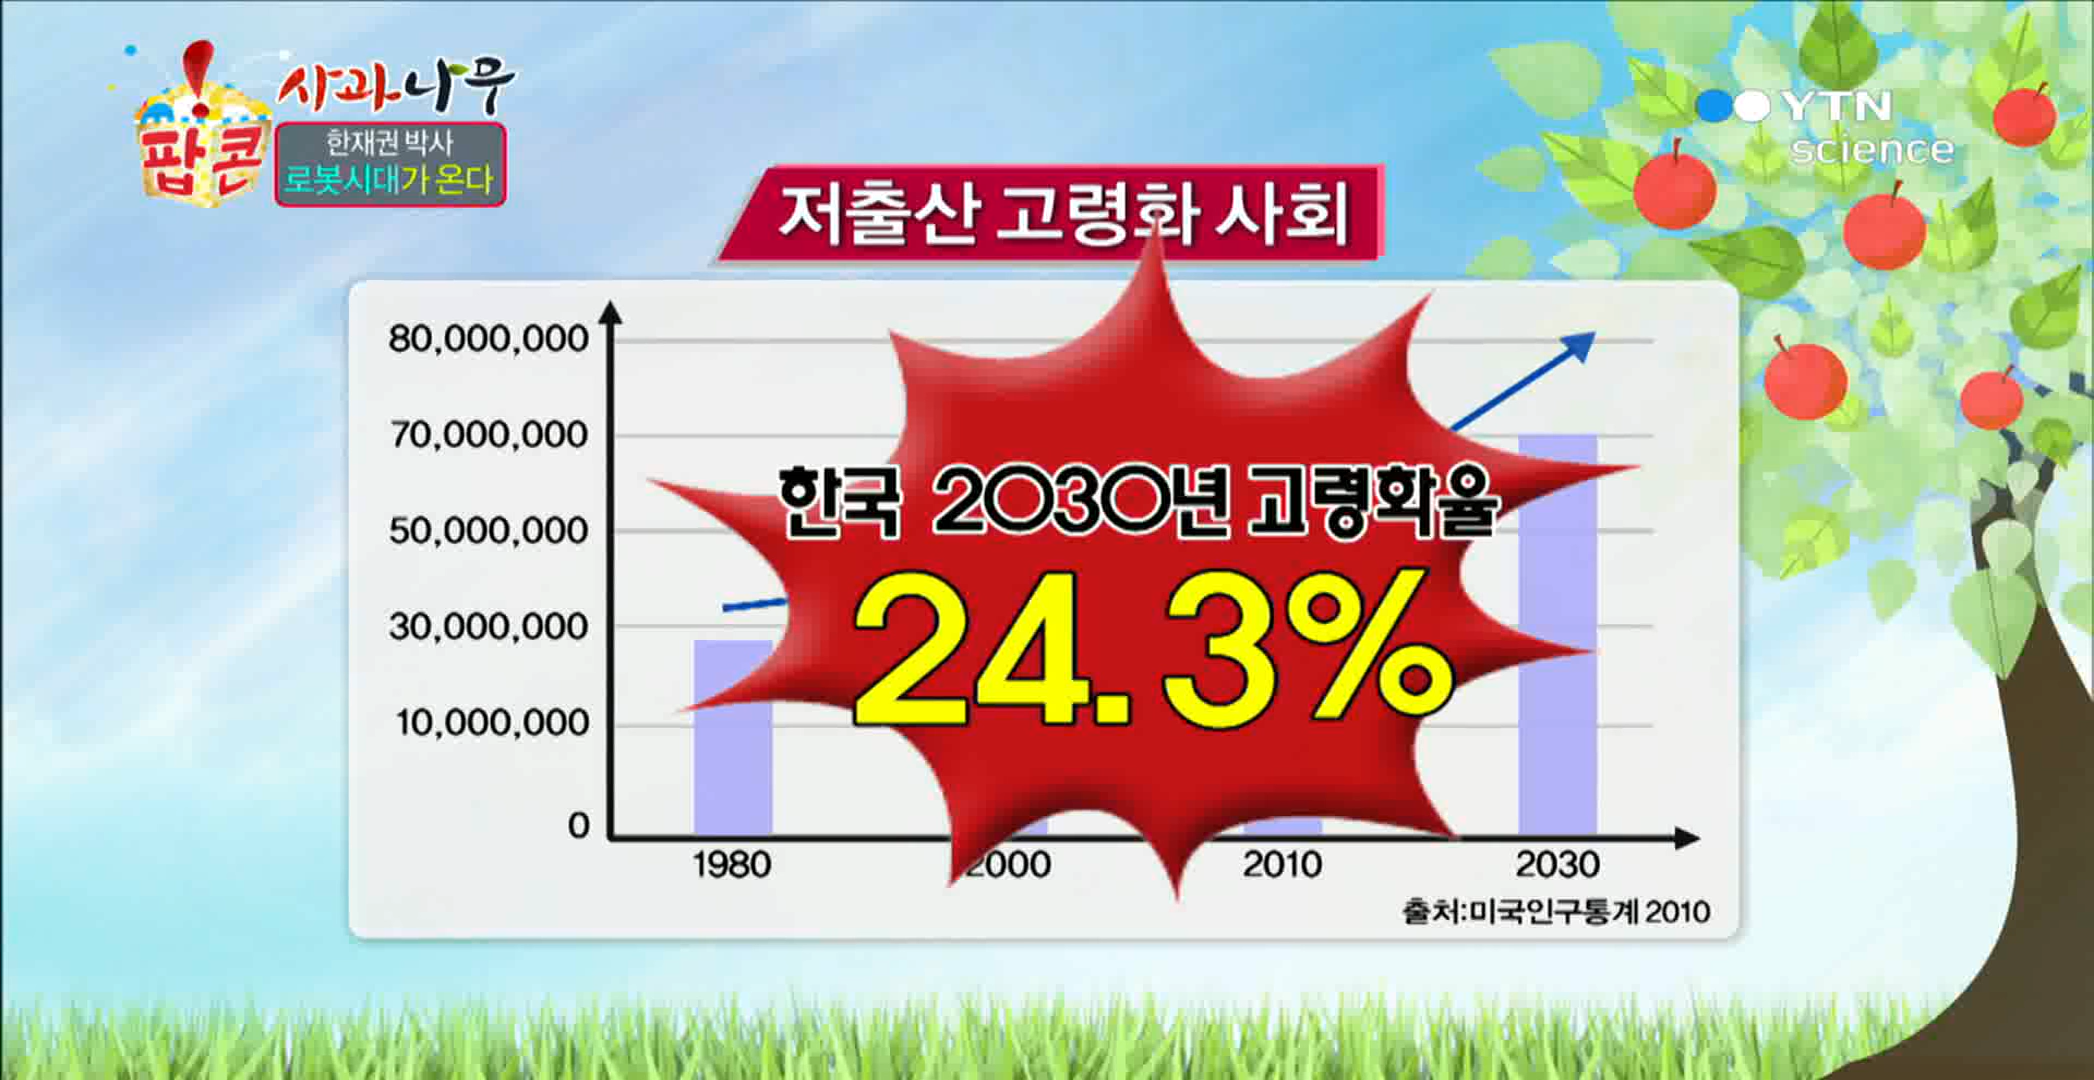 사과나무
팝콘
한재권 박사
로봇시대가 온다
YTN
science
저출산 고령화 사회
80,000,000
70,000,000
50,000,000
30,000,000
10,000,000
0
한국 2030년 고령화율
24.3%
1980 2000 2010 2030
출처:미국인구통계 2010